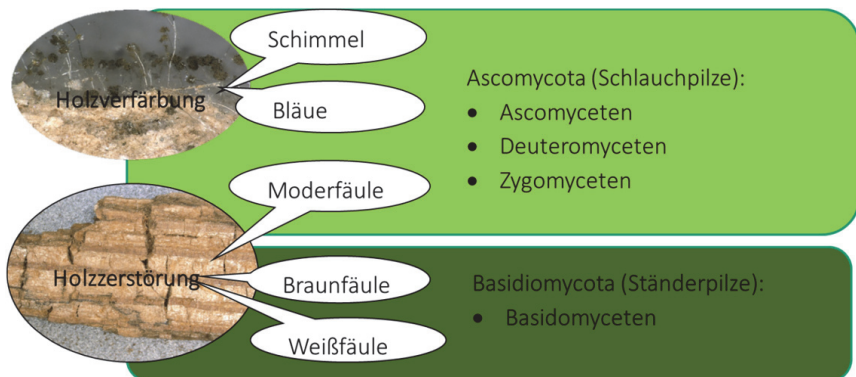 Schimmel
Holzverfärbung
Bläue
Moderfäule
Holzzerstörung
Braunfäule
Weißfäule
Ascomycota (Schlauchpilze):
• Ascomyceten
• Deuteromyceten
• Zygomyceten
Basidiomycota (Ständerpilze):
• Basidomyceten